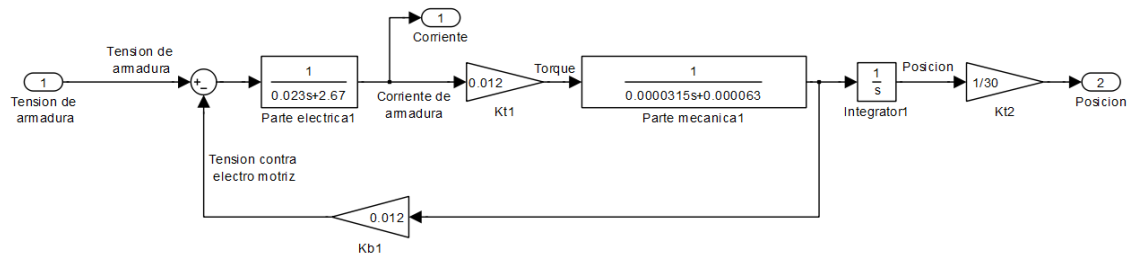 1
Corriente
Tension de
armadura
1
Tension de
armadura
+
−
1
0.023s+2.67
Parte electrica1
Corriente de
armadura
0.012
Kt1
Torque
1
0.0000315s+0.000063
Parte mecanica1
1
s
Integrator1
Posicion
1/30
Kt2
2
Posicion
Tension contra
electro motriz
0.012
Kb1